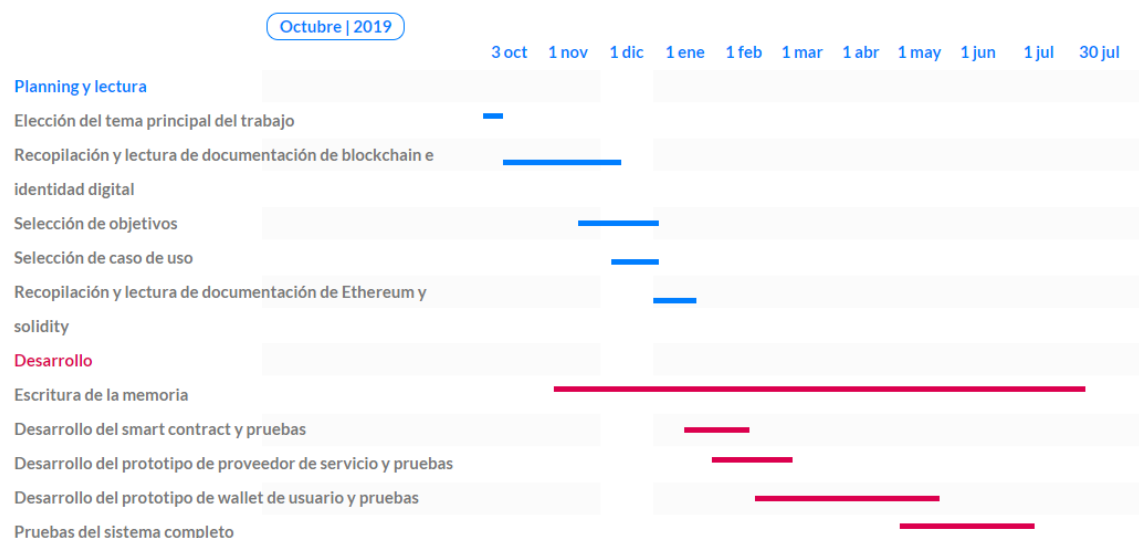 Octubre | 2019
3 oct 1 nov 1 dic 1 ene 1 feb 1 mar 1 abr 1 may 1 jun 1 jul 30 jul
Planning y lectura
Elección del tema principal del trabajo
Recopilación y lectura de documentación de blockchain e
identidad digital
Selección de objetivos
Selección de caso de uso
Recopilación y lectura de documentación de Ethereum y
solidity
Desarrollo
Escritura de la memoria
Desarrollo del smart contract y pruebas
Desarrollo del prototipo de proveedor de servicio y pruebas
Desarrollo del prototipo de wallet de usuario y pruebas
Pruebas del sistema completo